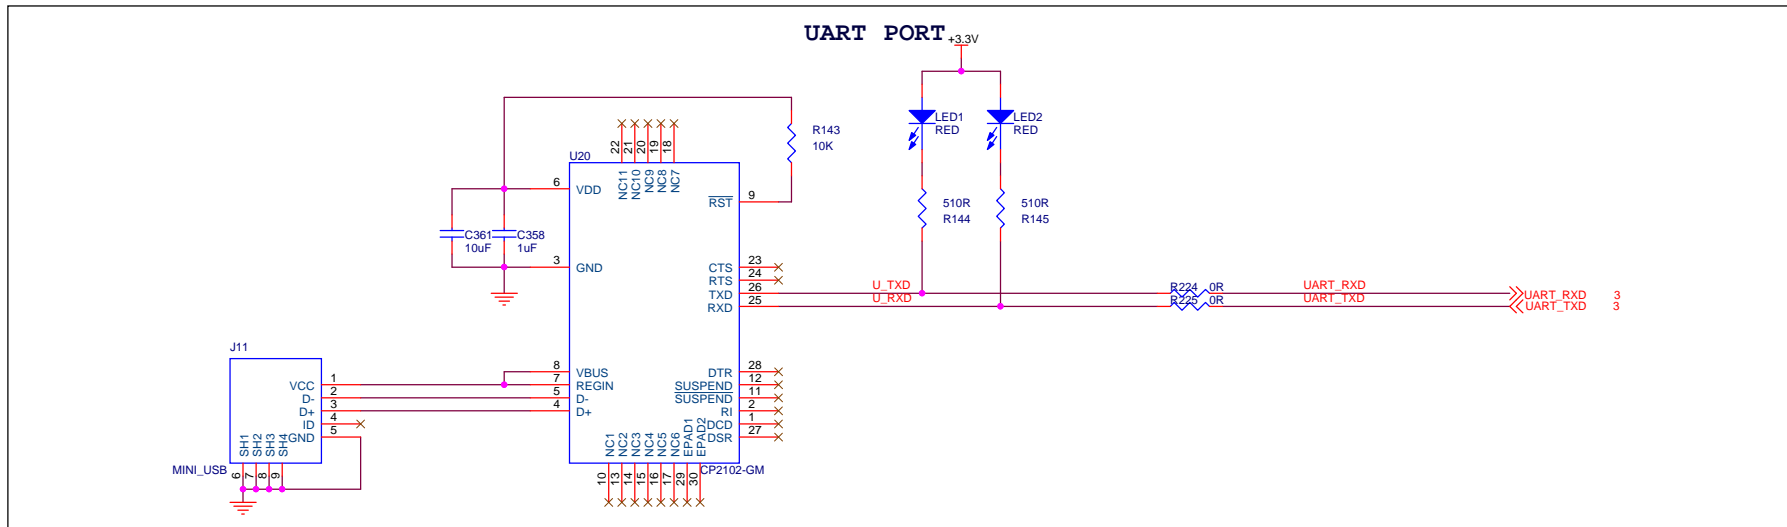 UART PORT
+3.3V
LED1
RED
LED2
RED
R143
10K
22
21
20
19
18
U20
NC11
NC10
NC9
NC8
NC7
6
VDD
RST
9
510R
R144
510R
R145
C361
10uF
C358
1uF
3
GND
CTS
23
RTS
24
TXD
26
RXD
25
U_TXD
U_RXD
R224 0R
R225 0R
UART_RXD
UART_TXD
UART_RXD 3
UART_TXD 3
J11
VCC
1
D-
2
D+
3
ID
4
GND
5
SH1
SH2
SH3
SH4
6
7
8
9
MINI_USB
8
VBUS
7
REGIN
5
D-
4
D+
DTR
28
SUSPEND
12
SUSPEND
11
RI
2
DCD
1
DSR
27
NC1
NC2
NC3
NC4
NC5
NC6
EPAD1
EPAD2
10
13
14
15
16
17
29
30
CP2102-GM